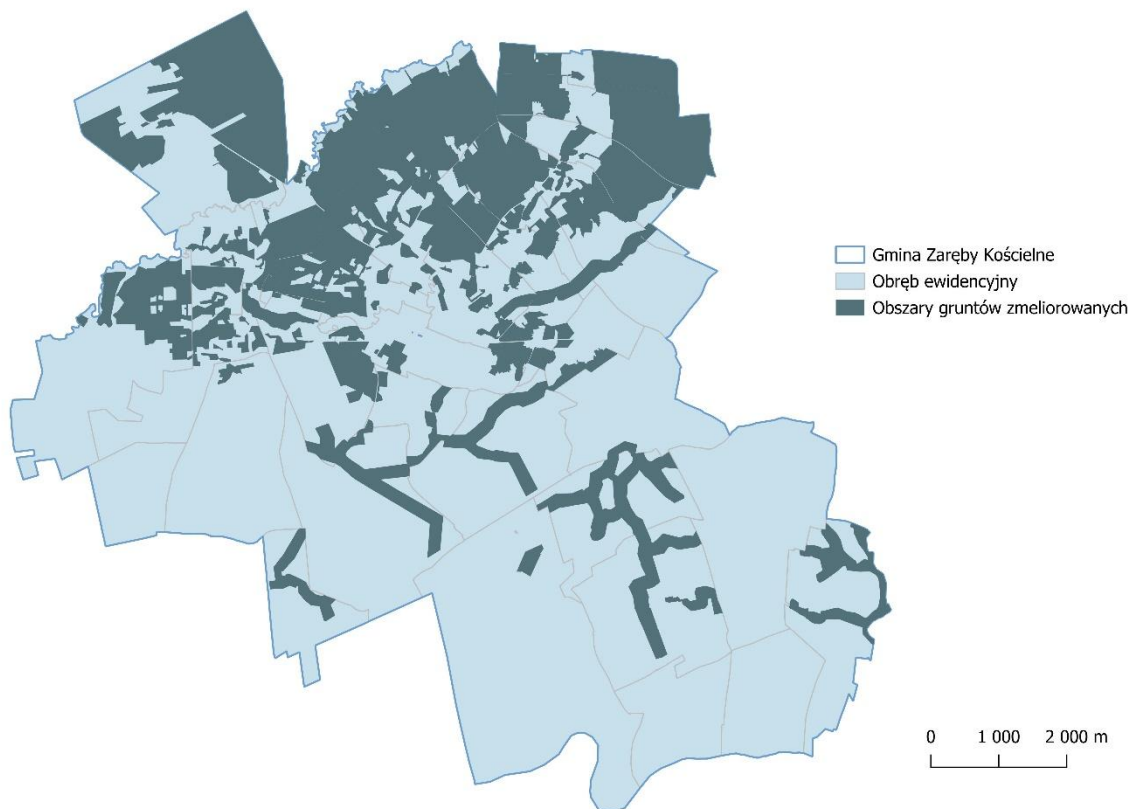 Gmina Zaręby Kościelne
Obręb ewidencyjny
Obszary gruntów zmeliorowanych
0 1 000 2 000 m